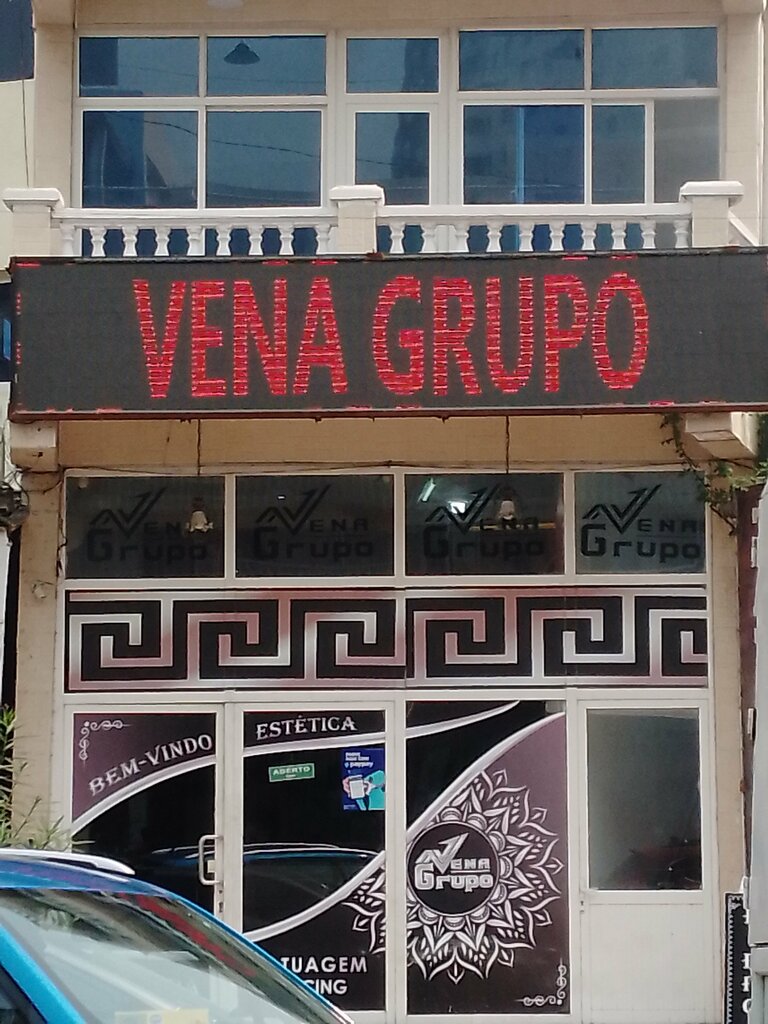 VENA GRUPO
VENA
Grupo
VENA
Grupo
VENA
Grupo
VENA
Grupo
BEM-VINDO
ESTÉTICA
ABERTO
VENA
Grupo
TUAGEM
CING